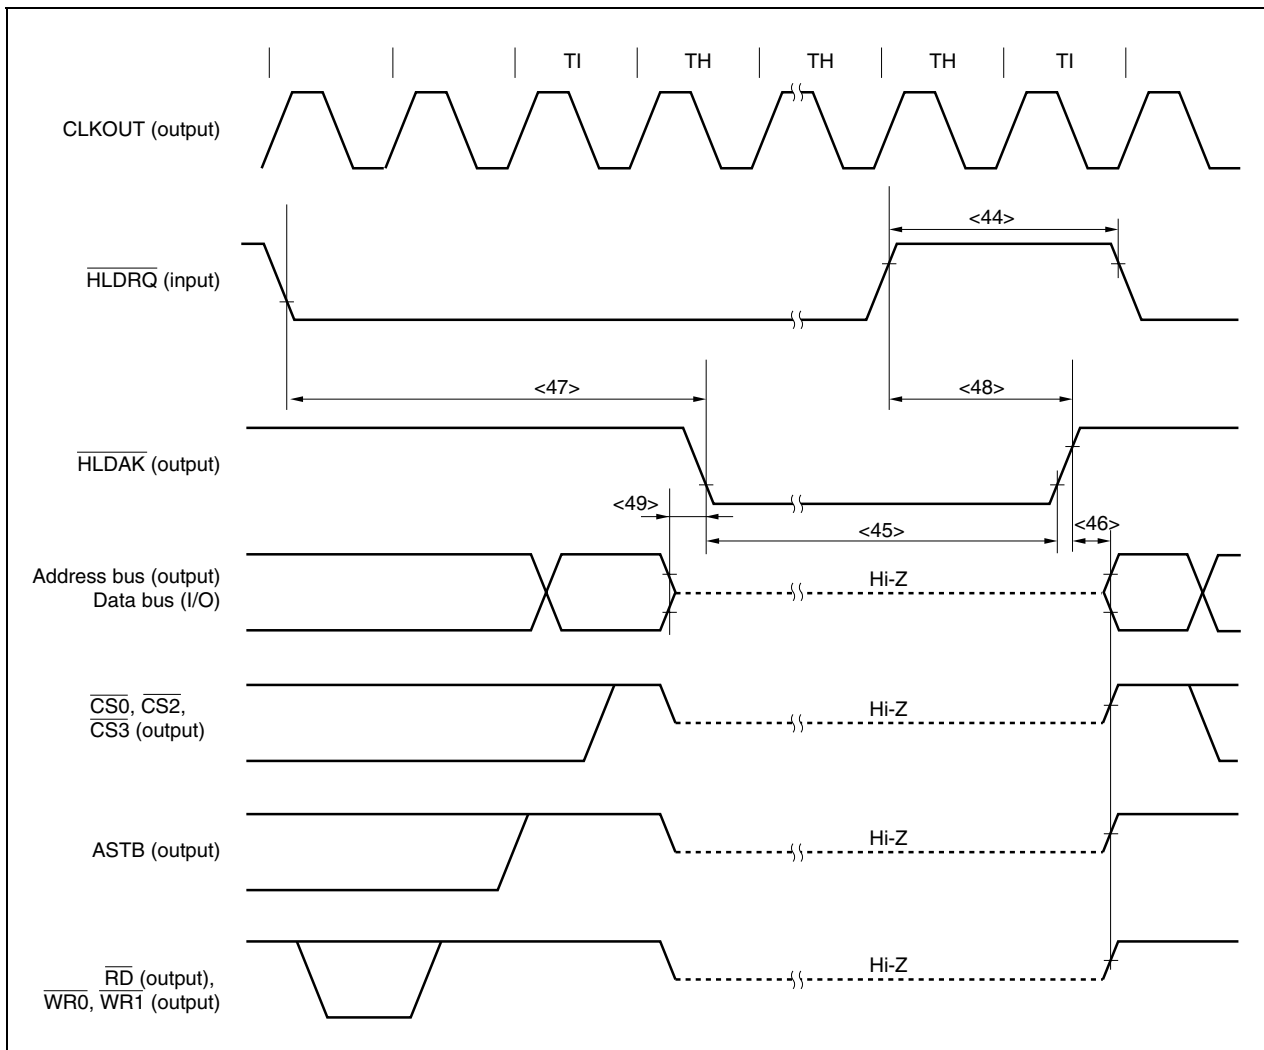 TI TH TH TH TI
CLKOUT (output)
<44>
HLDRQ (input)
<47> <48>
HLDAK (output)
<49> <45> <46>
Address bus (output)
Data bus (I/O)
Hi-Z
CS0, CS2,
CS3 (output)
Hi-Z
ASTB (output)
Hi-Z
RD (output),
WR0, WR1 (output)
Hi-Z